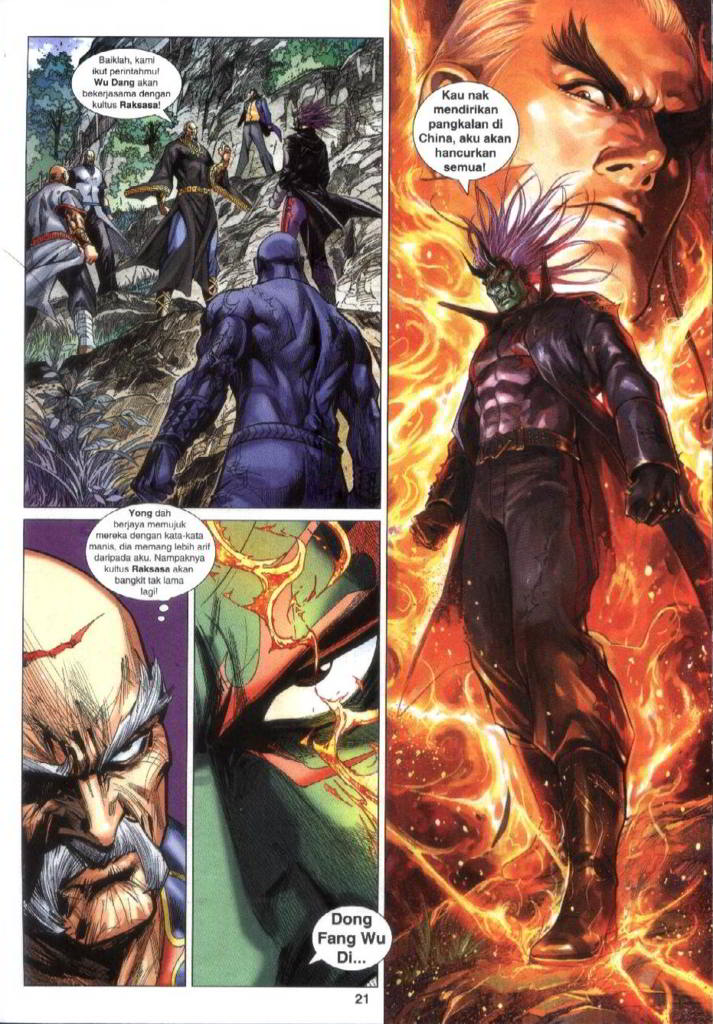 Baiklah, kami
ikut perintahmu!
Wu Dang akan
bekerjasama dengan
kultus Raksasa!
Yong dah
berjaya memujuk
mereka dengan kata-kata
manis, dia memang lebih arif
daripada aku. Nampaknya
kultus Raksasa akan
bangkit tak lama
lagi!
Dong
Fang Wu
Di...
Kau nak
mendirikan
pangkalan di
China, aku akan
hancurkan
semua!
21